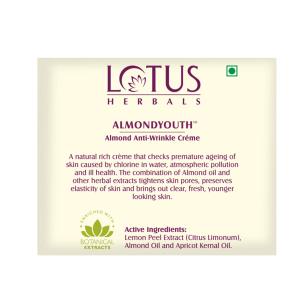 LOTUS
HERBALS
ALMONDYOUTH™
Almond Anti-Wrinkle Créme
A natural rich crème that checks premature ageing of
skin caused by chlorine in water, atmospheric pollution
and ill health. The combination of Almond oil and
other herbal extracts tightens skin pores, preserves
elasticity of skin and brings out clear, fresh, younger
looking skin.
ENRICHED WITH
BOTANICAL
EXTRACTS
Active Ingredients:
Lemon Peel Extract (Citrus Limonum),
Almond Oil and Apricot Kernal Oil.